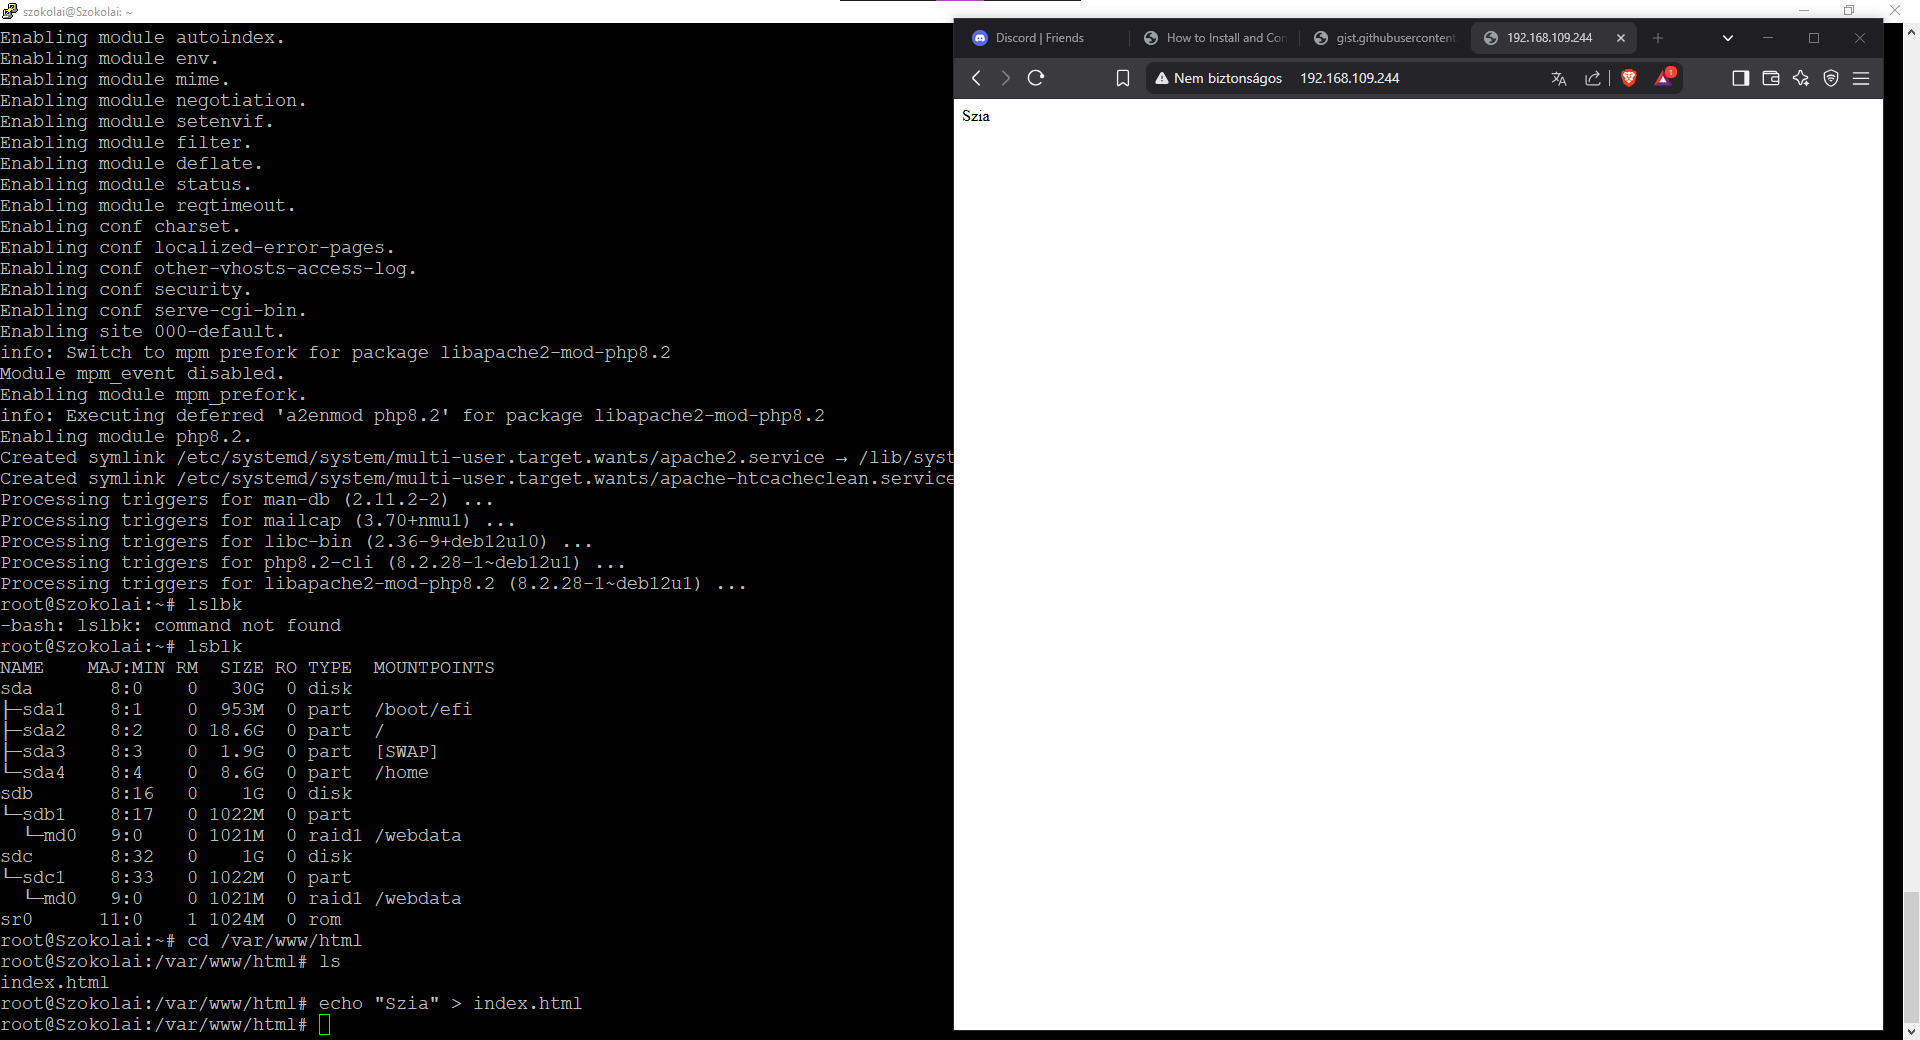 szokolai@Szokolai: ~
Enabling module autoindex.
Enabling module env.
Enabling module mime.
Enabling module negotiation.
Enabling module setenvif.
Enabling module filter.
Enabling module deflate.
Enabling module status.
Enabling module reqtimeout.
Enabling conf charset.
Enabling conf localized-error-pages.
Enabling conf other-vhosts-access-log.
Enabling conf security.
Enabling conf serve-cgi-bin.
Enabling site 000-default.
info: Switch to mpm prefork for package libapache2-mod-php8.2
Module mpm_event disabled.
Enabling module mpm_prefork.
info: Executing deferred 'a2enmod php8.2' for package libapache2-mod-php8.2
Enabling module php8.2.
Created symlink /etc/systemd/system/multi-user.target.wants/apache2.service → /lib/syst
Created symlink /etc/systemd/system/multi-user.target.wants/apache-htcacheclean.service
Processing triggers for man-db (2.11.2-2) ...
Processing triggers for mailcap (3.70+nmu1) ...
Processing triggers for libc-bin (2.36-9+deb12u10) ...
Processing triggers for php8.2-cli (8.2.28-1~deb12u1) ...
Processing triggers for libapache2-mod-php8.2 (8.2.28-1~deb12u1) ...
root@Szokolai:~# lslbk
-bash: lslbk: command not found
root@Szokolai:~# lsblk
NAME    MAJ:MIN RM  SIZE RO TYPE  MOUNTPOINTS
sda       8:0    0   30G  0 disk
├─sda1    8:1    0  953M  0 part  /boot/efi
├─sda2    8:2    0 18.6G  0 part  /
├─sda3    8:3    0  1.9G  0 part  [SWAP]
└─sda4    8:4    0  8.6G  0 part  /home
sdb       8:16   0    1G  0 disk
└─sdb1    8:17   0 1022M  0 part
  └─md0   9:0    0 1021M  0 raid1 /webdata
sdc       8:32   0    1G  0 disk
└─sdc1    8:33   0 1022M  0 part
  └─md0   9:0    0 1021M  0 raid1 /webdata
sr0      11:0    1 1024M  0 rom
root@Szokolai:~# cd /var/www/html
root@Szokolai:/var/www/html# ls
index.html
root@Szokolai:/var/www/html# echo "Szia" > index.html
root@Szokolai:/var/www/html#
Discord | Friends
How to Install and Con
gist.githubusercontent
192.168.109.244
Nem biztonságos 192.168.109.244
1
Szia